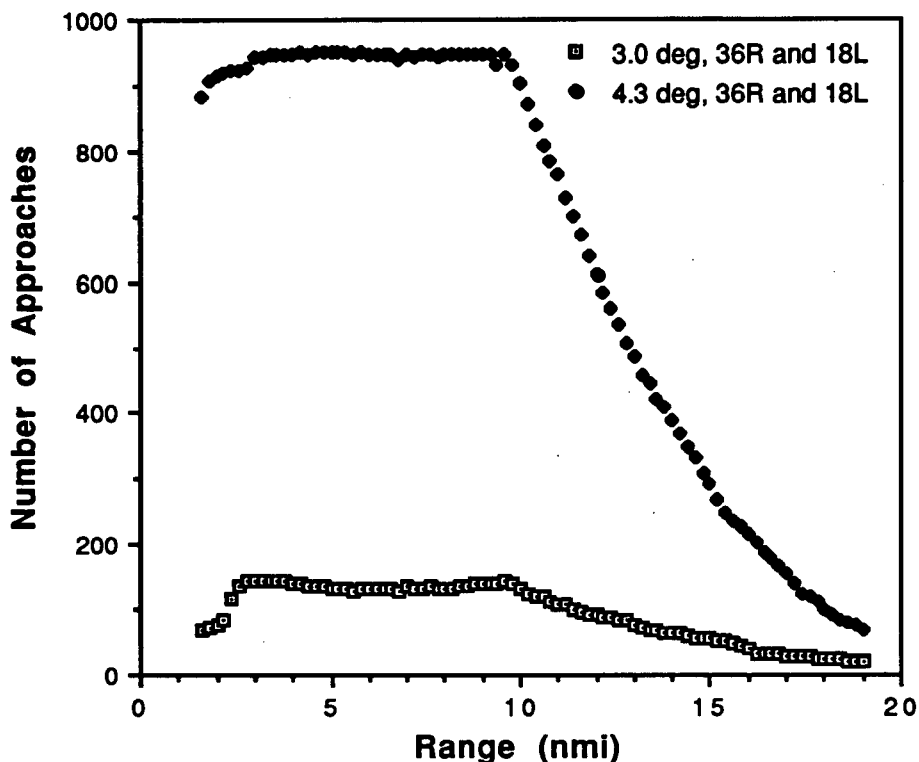 1000
800
600
400
200
0
0
5
10
15
20
3.0 deg, 36R and 18L
4.3 deg, 36R and 18L
Number of Approaches
Range (nmi)